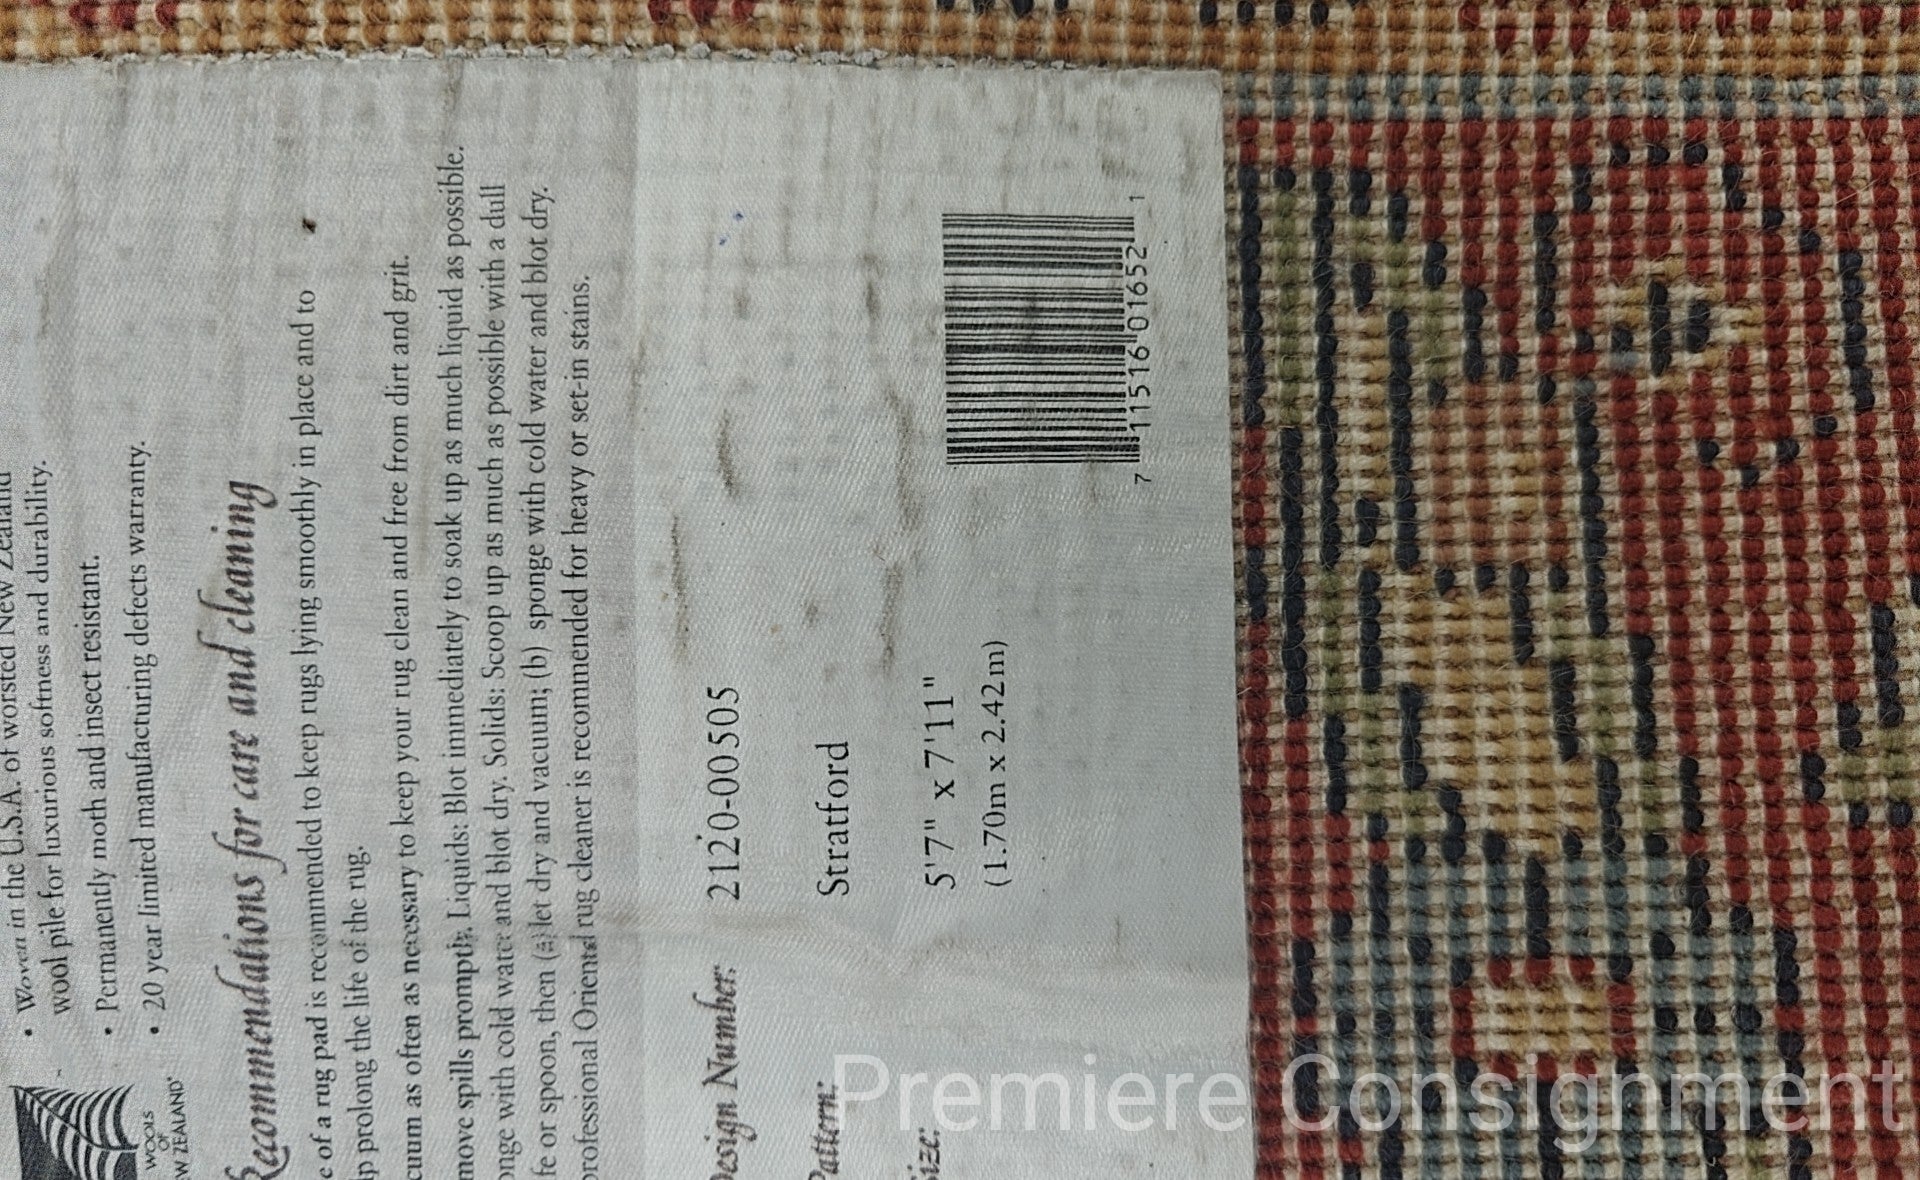 • Woven in the U.S.A. of worsted New Zealand
wool pile for luxurious softness and durability.
• Permanently moth and insect resistant.
• 20 year limited manufacturing defects warranty.
WOOLS
OF
W ZEALAND
Recommendations for care and cleaning
e of a rug pad is recommended to keep rugs lying smoothly in place and to
lp prolong the life of the rug.
cuum as often as necessary to keep your rug clean and free from dirt and grit.
move spills promptly. Liquids: Blot immediately to soak up as much liquid as possible.
onge with cold water and blot dry. Solids: Scoop up as much as possible with a dull
fe or spoon, then (a) let dry and vacuum; (b) sponge with cold water and blot dry.
professional Oriental rug cleaner is recommended for heavy or set-in stains.
Design Number: 2120-00505
Pattern: Stratford
Size: 5'7" x 7'11"
(1.70m x 2.42m)
7 11516 01652 1
Premiere Consignment